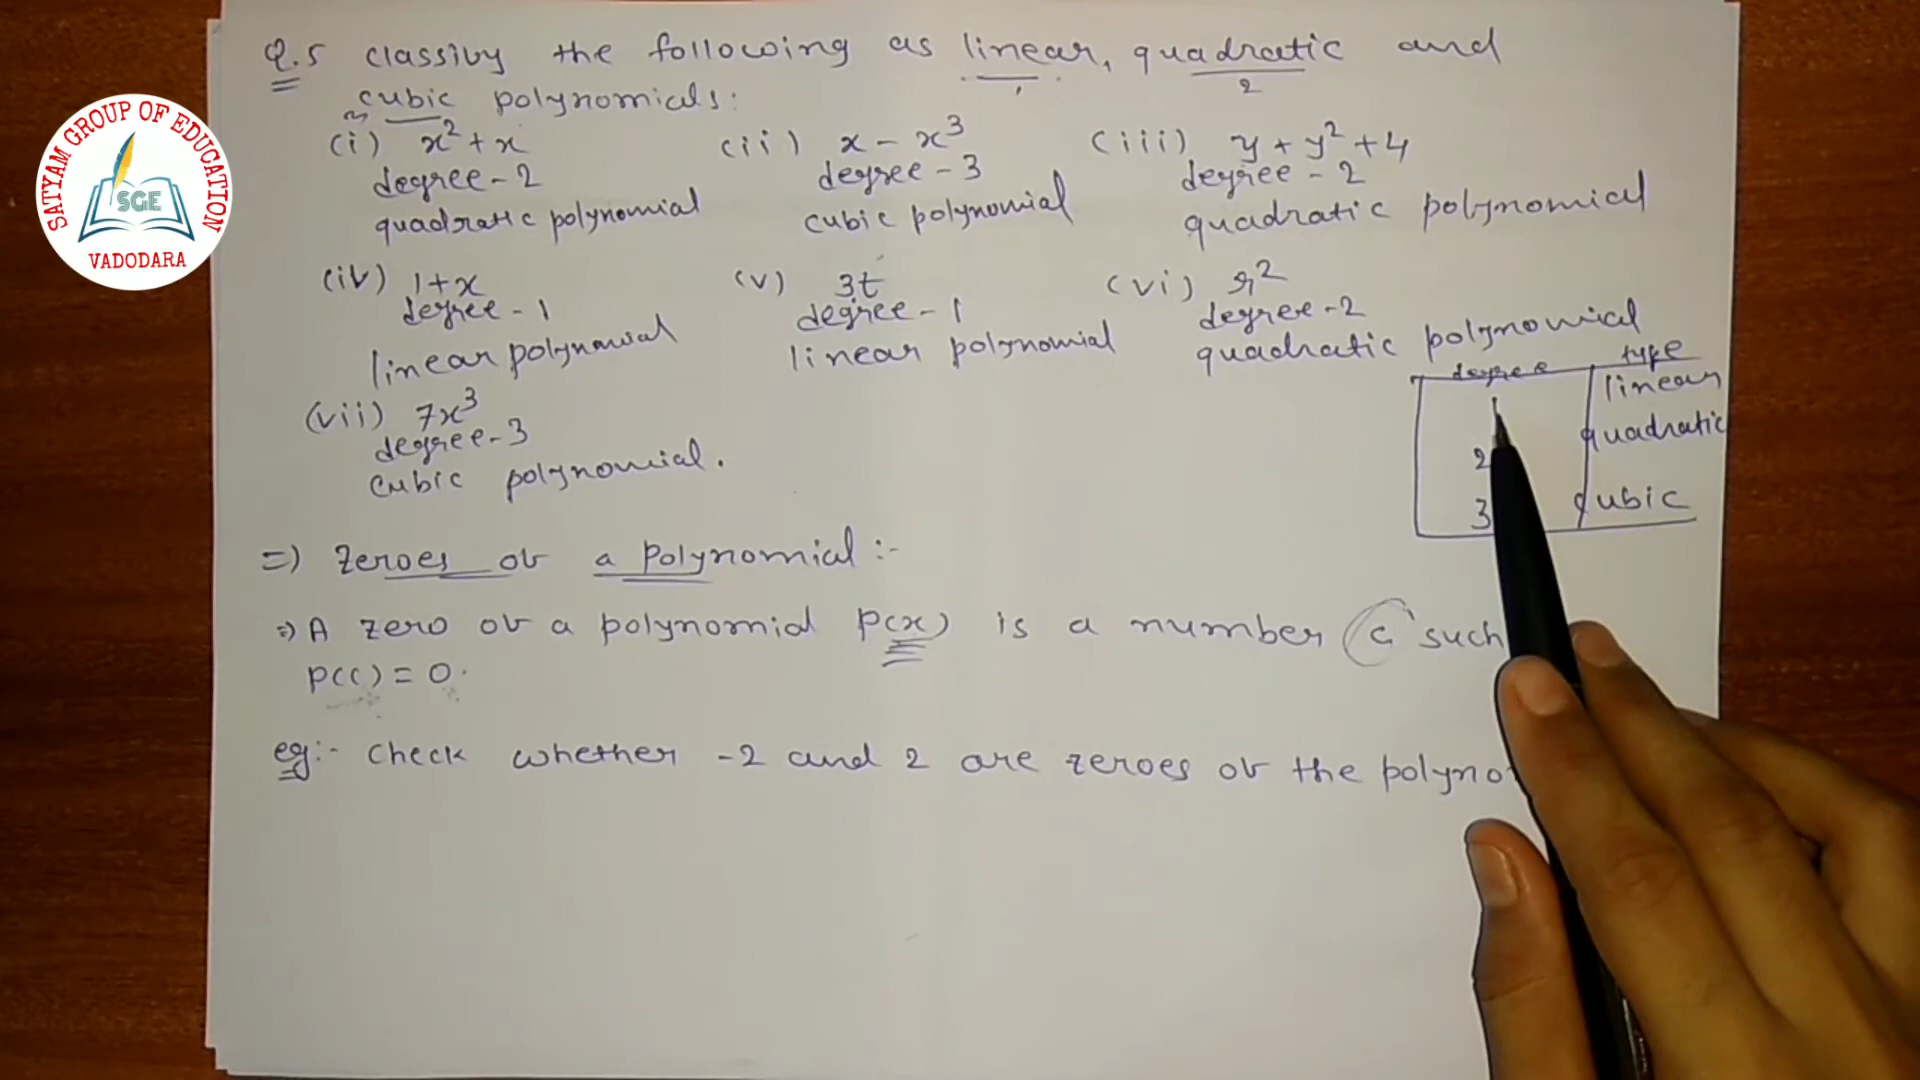 SATYAM GROUP OF EDUCATION
SGE
VADODARA
Q.5 classify the following as linear, quadratic and
1 2
3 cubic polynomials:
(i) x²+x (ii) x - x³ (iii) y + y² + 4
degree - 2 degree - 3 degree - 2
quadratic polynomial cubic polynomial quadratic polynomial
(iv) 1+x (v) 3t (vi) r²
degree - 1 degree - 1 degree - 2
linear polynomial linear polynomial quadratic polynomial
(vii) 7x³
degree - 3
cubic polynomial.
degree type
1 linear
2 quadratic
3 cubic
=) Zeroes of a polynomial :-
=) A zero of a polynomial P(x) is a number c such
P(c) = 0.
eg:- Check whether -2 and 2 are zeroes of the polyno